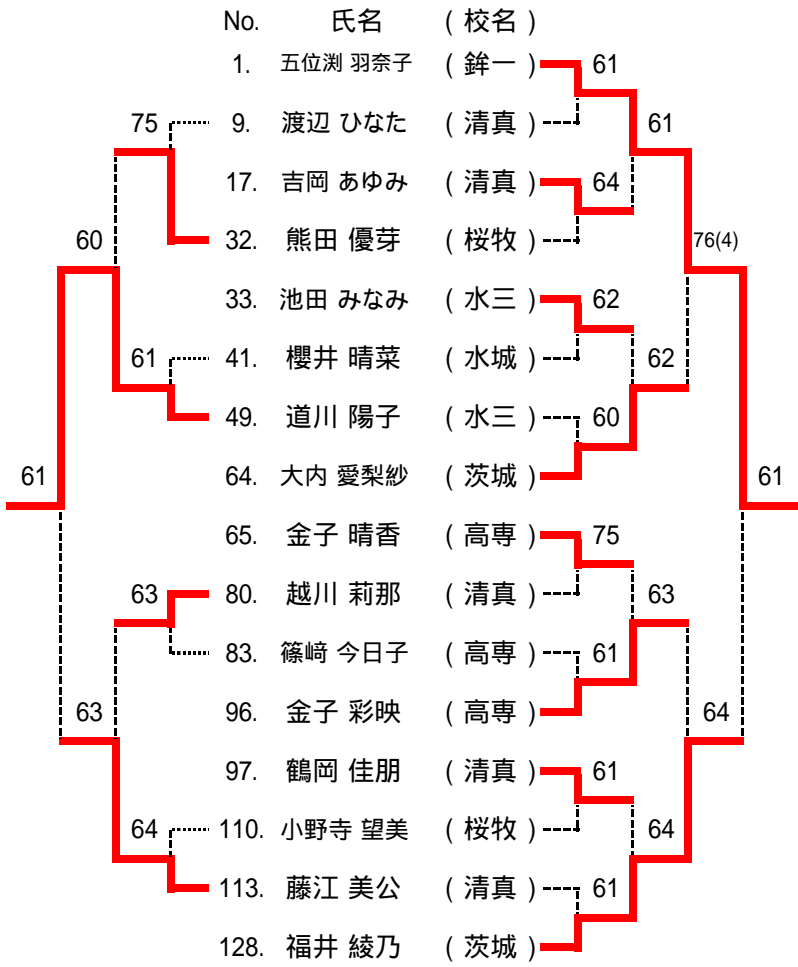 No. 氏名 ( 校名 )
1. 五位渕 羽奈子 ( 鉾一 ) 61
75 9. 渡辺 ひなた ( 清真 ) 61
17. 吉岡 あゆみ ( 清真 ) 64
60 32. 熊田 優芽 ( 桜牧 ) 76(4)
33. 池田 みなみ ( 水三 ) 62
61 41. 櫻井 晴菜 ( 水城 ) 62
49. 道川 陽子 ( 水三 ) 60
61 64. 大内 愛梨紗 ( 茨城 ) 61
65. 金子 晴香 ( 高専 ) 75
63 80. 越川 莉那 ( 清真 ) 63
83. 篠﨑 今日子 ( 高専 ) 61
63 96. 金子 彩映 ( 高専 ) 64
97. 鶴岡 佳朋 ( 清真 ) 61
64 110. 小野寺 望美 ( 桜牧 ) 64
113. 藤江 美公 ( 清真 ) 61
128. 福井 綾乃 ( 茨城 )